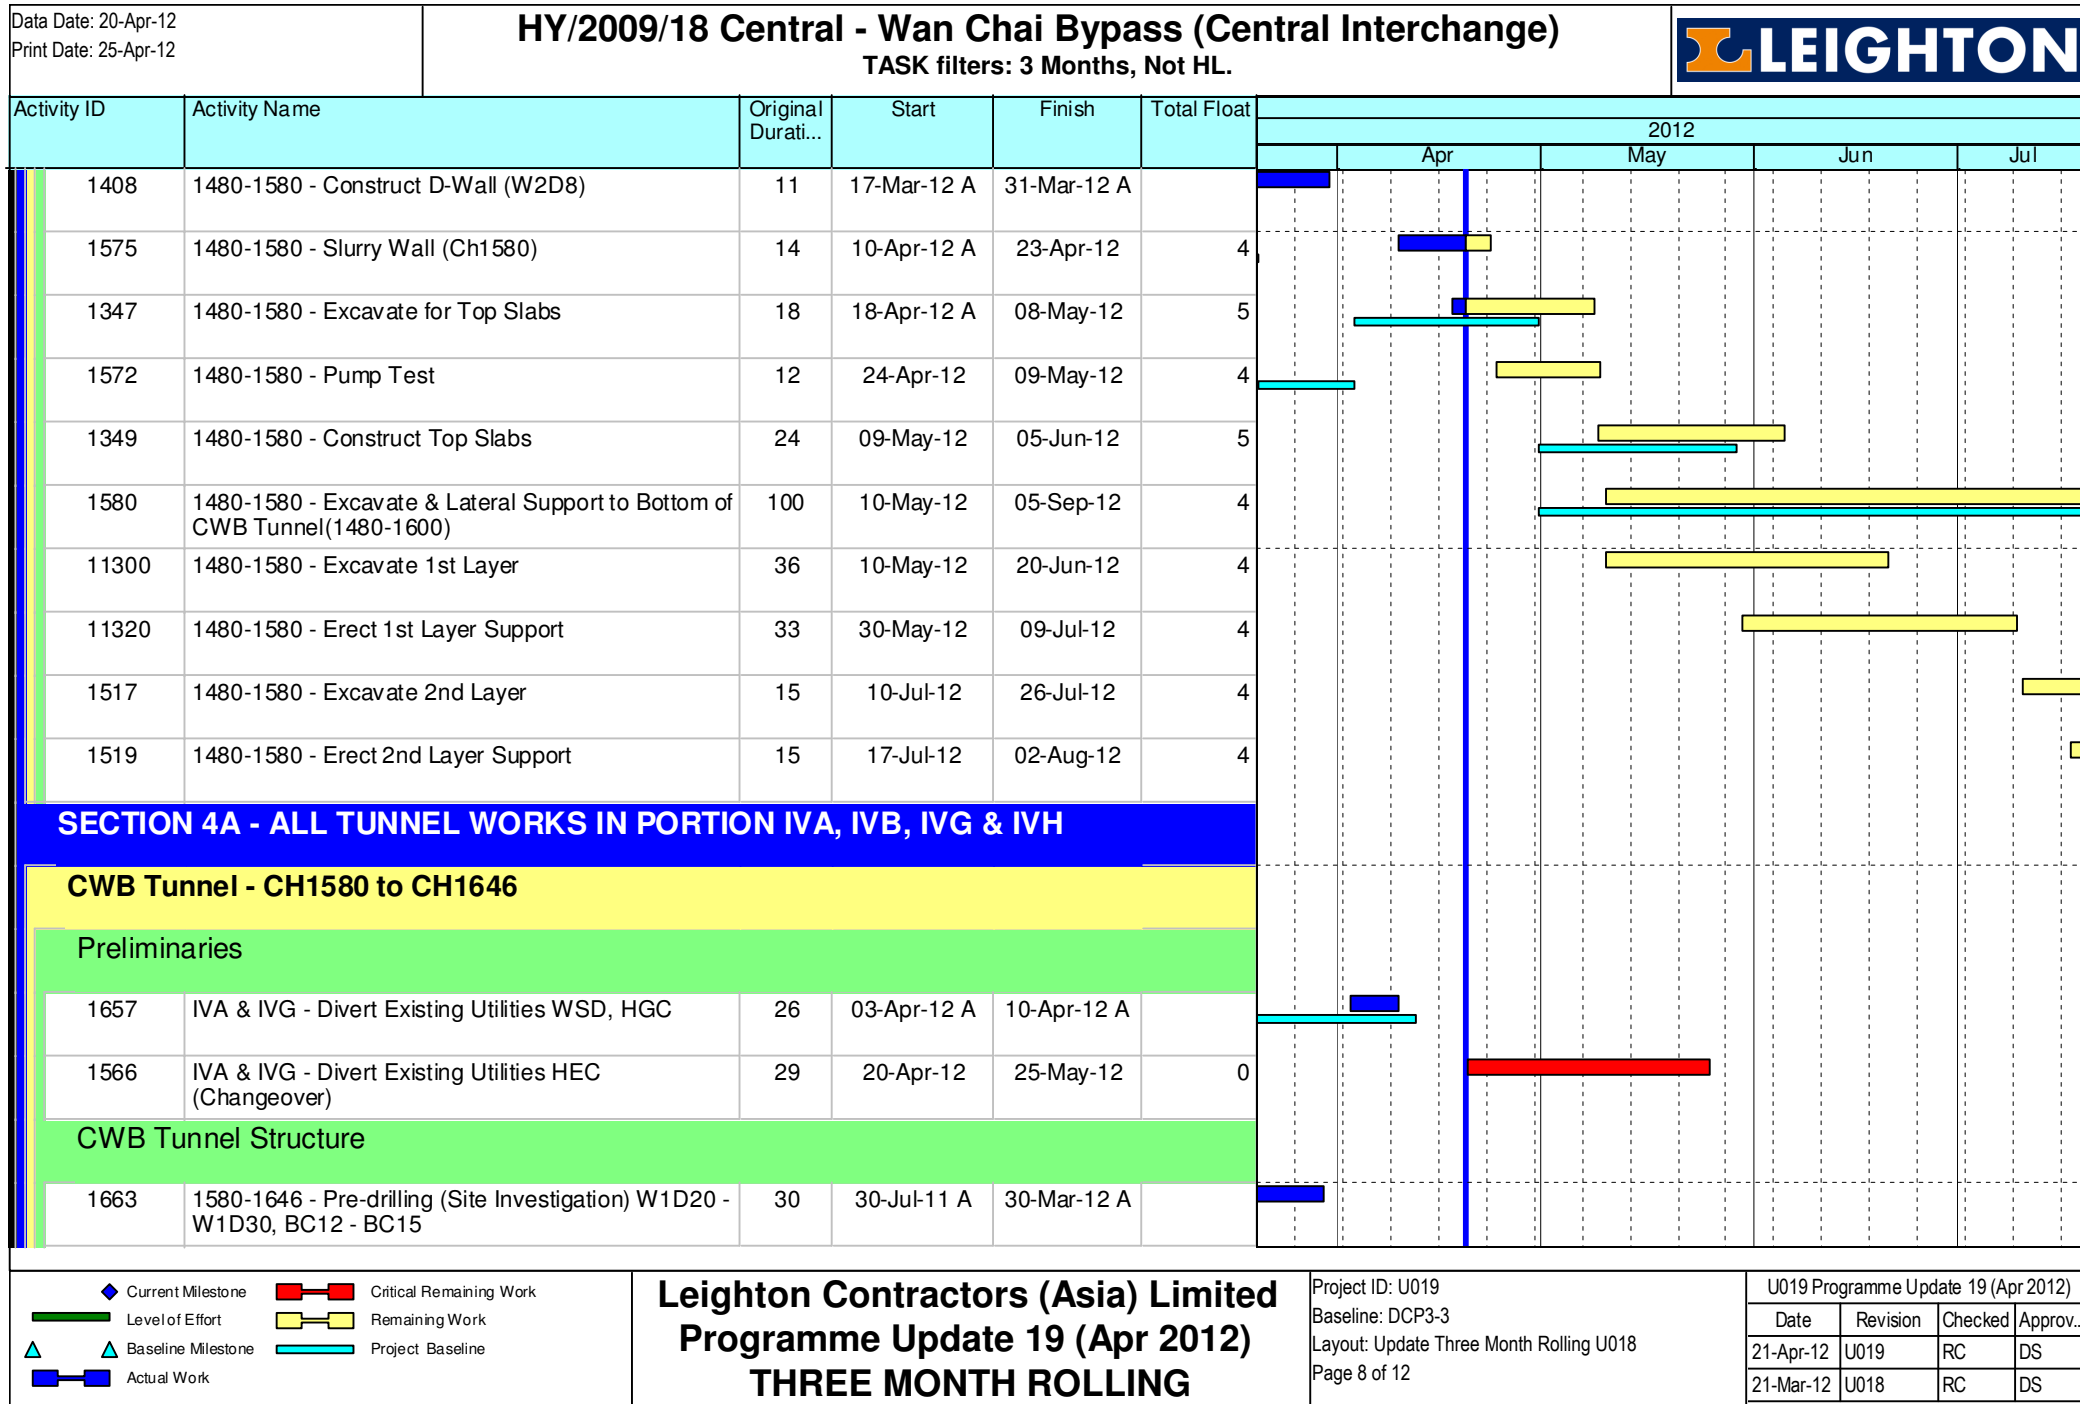 Data Date: 20-Apr-12
Print Date: 25-Apr-12
HY/2009/18 Central - Wan Chai Bypass (Central Interchange)
TASK filters: 3 Months, Not HL.
LEIGHTON
Activity ID Activity Name Original Start Finish Total Float
Durati...
2012
Apr May Jun Jul
1408 1480-1580 - Construct D-Wall (W2D8) 11 17-Mar-12 A 31-Mar-12 A
1575 1480-1580 - Slurry Wall (Ch1580) 14 10-Apr-12 A 23-Apr-12 4
1347 1480-1580 - Excavate for Top Slabs 18 18-Apr-12 A 08-May-12 5
1572 1480-1580 - Pump Test 12 24-Apr-12 09-May-12 4
1349 1480-1580 - Construct Top Slabs 24 09-May-12 05-Jun-12 5
1580 1480-1580 - Excavate & Lateral Support to Bottom of 100 10-May-12 05-Sep-12 4
CWB Tunnel(1480-1600)
11300 1480-1580 - Excavate 1st Layer 36 10-May-12 20-Jun-12 4
11320 1480-1580 - Erect 1st Layer Support 33 30-May-12 09-Jul-12 4
1517 1480-1580 - Excavate 2nd Layer 15 10-Jul-12 26-Jul-12 4
1519 1480-1580 - Erect 2nd Layer Support 15 17-Jul-12 02-Aug-12 4
SECTION 4A - ALL TUNNEL WORKS IN PORTION IVA, IVB, IVG & IVH
CWB Tunnel - CH1580 to CH1646
Preliminaries
1657 IVA & IVG - Divert Existing Utilities WSD, HGC 26 03-Apr-12 A 10-Apr-12 A
1566 IVA & IVG - Divert Existing Utilities HEC 29 20-Apr-12 25-May-12 0
(Changeover)
CWB Tunnel Structure
1663 1580-1646 - Pre-drilling (Site Investigation) W1D20 - 30 30-Jul-11 A 30-Mar-12 A
W1D30, BC12 - BC15
Current Milestone Critical Remaining Work
Level of Effort Remaining Work
Baseline Milestone Project Baseline
Actual Work
Leighton Contractors (Asia) Limited
Programme Update 19 (Apr 2012)
THREE MONTH ROLLING
Project ID: U019
Baseline: DCP3-3
Layout: Update Three Month Rolling U018
Page 8 of 12
U019 Programme Update 19 (Apr 2012)
Date Revision Checked Approv...
21-Apr-12 U019 RC DS
21-Mar-12 U018 RC DS